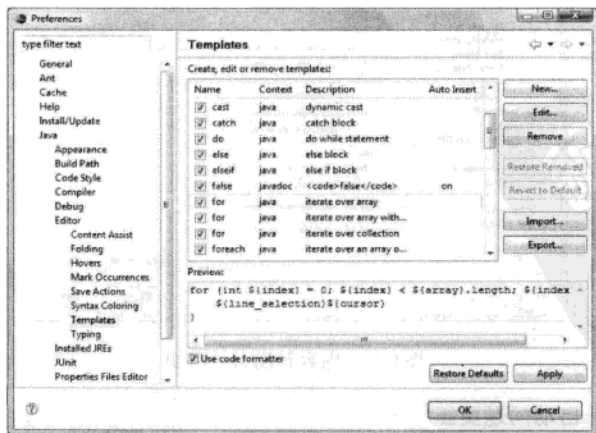 Preferences
type filter text
General
Ant
Cache
Help
Install/Update
Java
Appearance
Build Path
Code Style
Compiler
Debug
Editor
Content Assist
Folding
Hovers
Mark Occurrences
Save Actions
Syntax Coloring
Templates
Typing
Installed JREs
JUnit
Properties Files Editor
Templates
Create, edit or remove templates:
Name Context Description Auto Insert
cast java dynamic cast
catch java catch block
do java do while statement
else java else block
elseif java else if block
false javadoc <code>false</code> on
for java iterate over array
for java iterate over array with...
for java iterate over collection
foreach java iterate over an array o...
New...
Edit...
Remove
Restore Removed
Revert to Default
Import...
Export...
Preview:
for (int ${index} = 0; ${index} < ${array}.length; ${index
${line_selection}${cursor}
}
Use code formatter
Restore Defaults
Apply
OK
Cancel